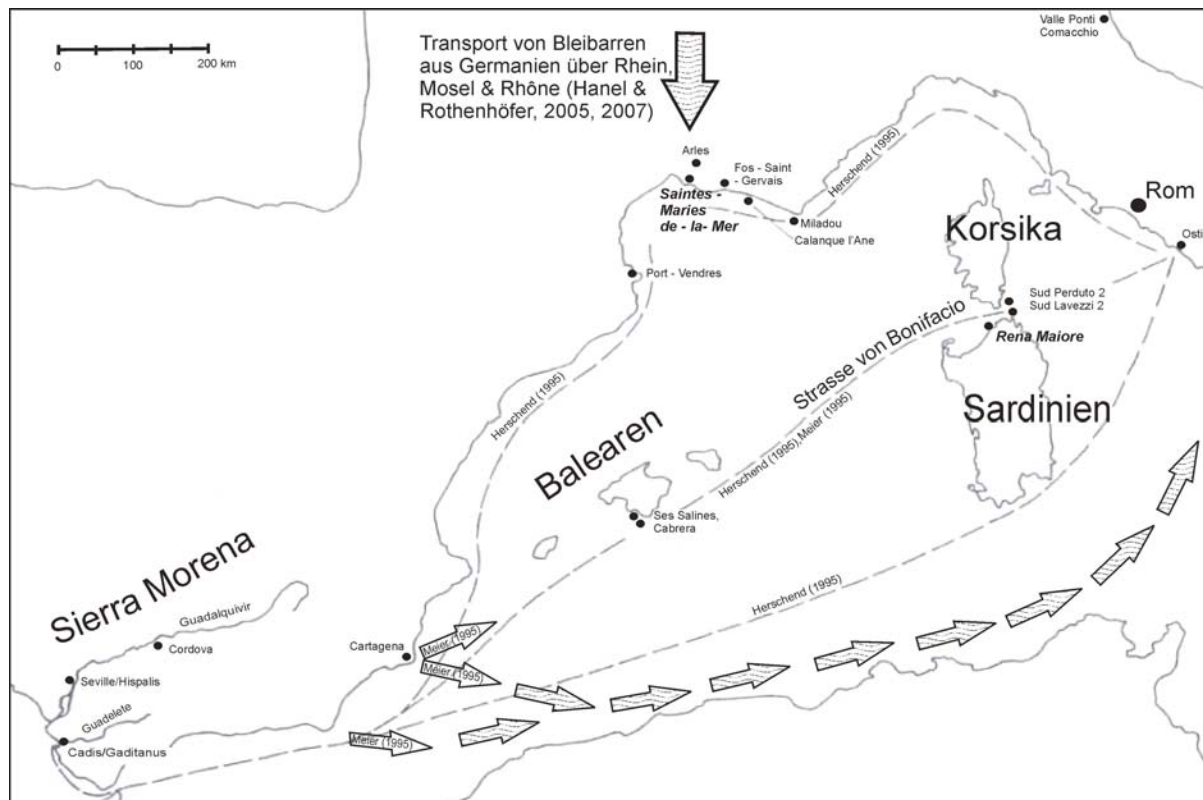 0 100 200 km
Transport von Bleibarren
aus Germanien über Rhein,
Mosel & Rhône (Hanel &
Rothenhöfer, 2005, 2007)
Valle Ponti
Comacchio
Arles
Fos - Saint
- Gervais
Saintes -
Maries
de - la- Mer
Miladou
Calanque l'Ane
Herschend (1995)
Rom
Osti
Korsika
Port - Vendres
Sud Perduto 2
Sud Lavezzi 2
Rena Maiore
Strasse von Bonifacio
Sardinien
Herschend (1995)
Herschend (1995),Meier (1995)
Balearen
Ses Salines,
Cabrera
Sierra Morena
Guadalquivir
Cordova
Herschend (1995)
Cartagena
Meier (1995)
Meier (1995)
Seville/Hispalis
Guadelete
Cadis/Gaditanus
Meier (1995)